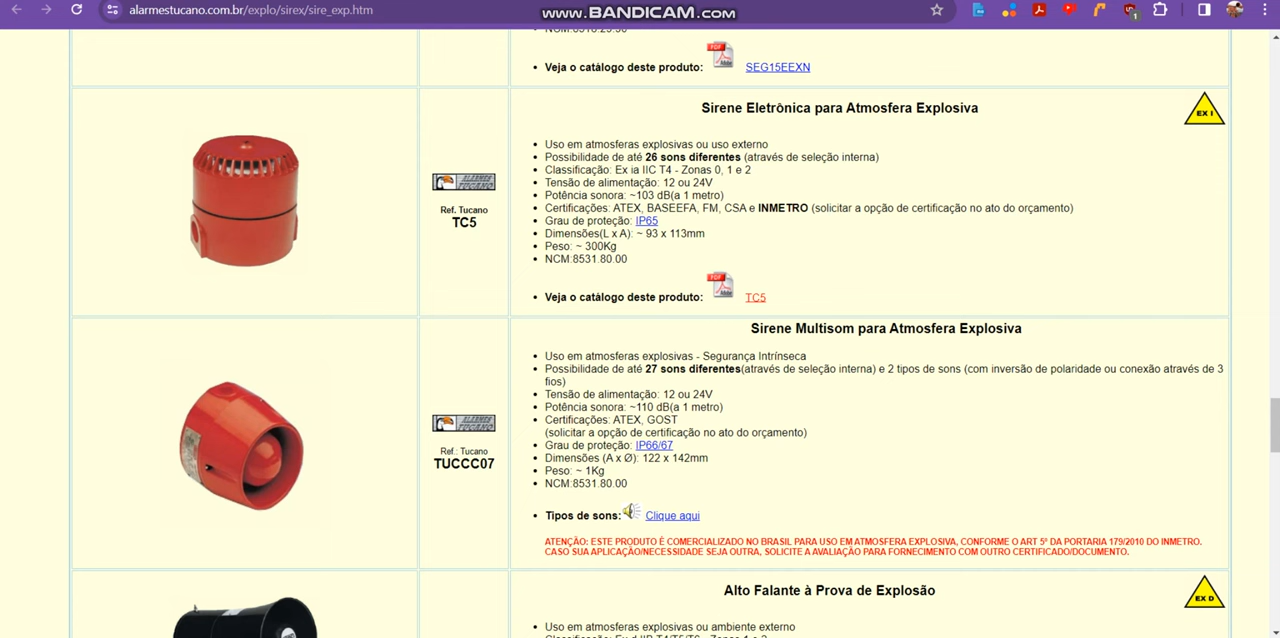 alarmestucano.com.br/explo/sirex/sire_exp.htm
www.BANDICAM.com
Veja o catálogo deste produto: SEG15EEXN
Sirene Eletrônica para Atmosfera Explosiva
EX I
Ref. Tucano
TC5
Uso em atmosferas explosivas ou uso externo
Possibilidade de até 26 sons diferentes (através de seleção interna)
Classificação: Ex ia IIC T4 - Zonas 0, 1 e 2
Tensão de alimentação: 12 ou 24V
Potência sonora: ~103 dB(a 1 metro)
Certificações: ATEX, BASEEFA, FM, CSA e INMETRO (solicitar a opção de certificação no ato do orçamento)
Grau de proteção: IP65
Dimensões(L x A): ~ 93 x 113mm
Peso: ~ 300Kg
NCM:8531.80.00
Veja o catálogo deste produto: TC5
Sirene Multisom para Atmosfera Explosiva
Ref.: Tucano
TUCCC07
Uso em atmosferas explosivas - Segurança Intrínseca
Possibilidade de até 27 sons diferentes(através de seleção interna) e 2 tipos de sons (com inversão de polaridade ou conexão através de 3
fios)
Tensão de alimentação: 12 ou 24V
Potência sonora: ~110 dB(a 1 metro)
Certificações: ATEX, GOST
(solicitar a opção de certificação no ato do orçamento)
Grau de proteção: IP66/67
Dimensões (A x Ø): 122 x 142mm
Peso: ~ 1Kg
NCM:8531.80.00
Tipos de sons: Clique aqui
ATENÇÃO: ESTE PRODUTO É COMERCIALIZADO NO BRASIL PARA USO EM ATMOSFERA EXPLOSIVA, CONFORME O ART 5º DA PORTARIA 179/2010 DO INMETRO.
CASO SUA APLICAÇÃO/NECESSIDADE SEJA OUTRA, SOLICITE A AVALIAÇÃO PARA FORNECIMENTO COM OUTRO CERTIFICADO/DOCUMENTO.
Alto Falante à Prova de Explosão
EX D
Uso em atmosferas explosivas ou ambiente externo